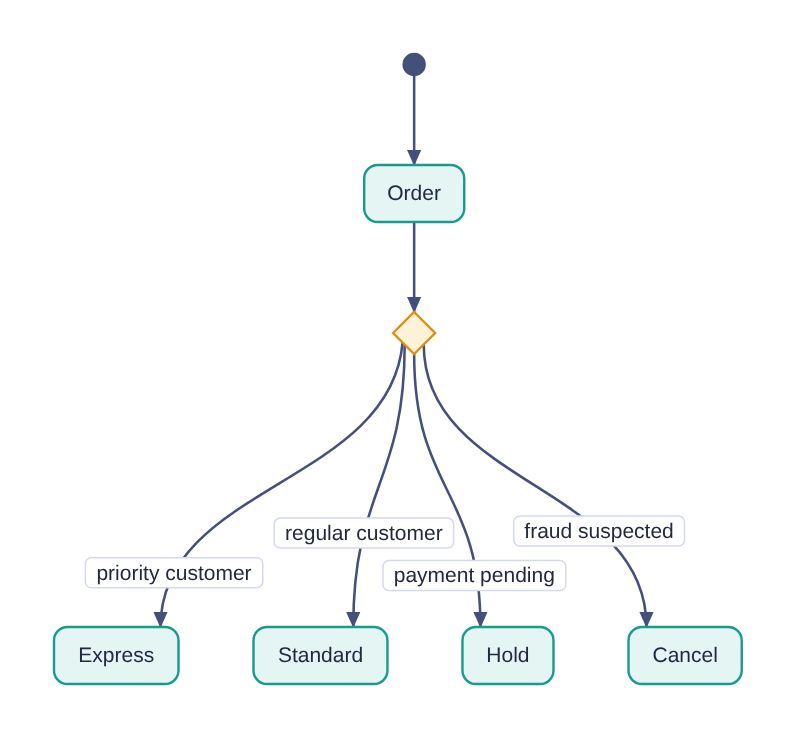 Order
regular customer
fraud suspected
priority customer
payment pending
Express
Standard
Hold
Cancel